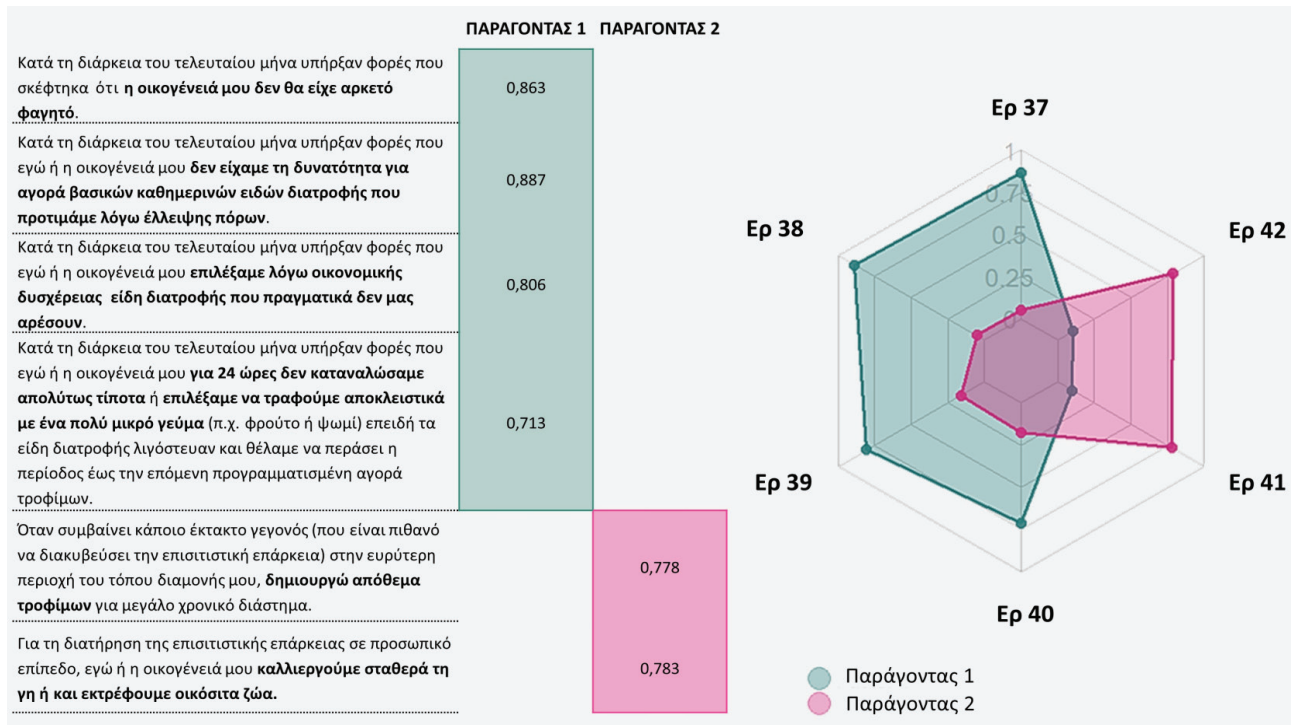 ΠΑΡΑΓΟΝΤΑΣ 1 ΠΑΡΑΓΟΝΤΑΣ 2
Κατά τη διάρκεια του τελευταίου μήνα υπήρξαν φορές που
σκέφτηκα ότι η οικογένειά μου δεν θα είχε αρκετό
φαγητό.
0,863
Κατά τη διάρκεια του τελευταίου μήνα υπήρξαν φορές που
εγώ ή η οικογένειά μου δεν είχαμε τη δυνατότητα για
αγορά βασικών καθημερινών ειδών διατροφής που
προτιμάμε λόγω έλλειψης πόρων.
0,887
Κατά τη διάρκεια του τελευταίου μήνα υπήρξαν φορές που
εγώ ή η οικογένειά μου επιλέξαμε λόγω οικονομικής
δυσχέρειας είδη διατροφής που πραγματικά δεν μας
αρέσουν.
0,806
Κατά τη διάρκεια του τελευταίου μήνα υπήρξαν φορές που
εγώ ή η οικογένειά μου για 24 ώρες δεν καταναλώσαμε
απολύτως τίποτα ή επιλέξαμε να τραφούμε αποκλειστικά
με ένα πολύ μικρό γεύμα (π.χ. φρούτο ή ψωμί) επειδή τα
είδη διατροφής λιγόστευαν και θέλαμε να περάσει η
περίοδος έως την επόμενη προγραμματισμένη αγορά
τροφίμων.
0,713
Όταν συμβαίνει κάποιο έκτακτο γεγονός (που είναι πιθανό
να διακυβεύσει την επισιτιστική επάρκεια) στην ευρύτερη
περιοχή του τόπου διαμονής μου, δημιουργώ απόθεμα
τροφίμων για μεγάλο χρονικό διάστημα.
0,778
Για τη διατήρηση της επισιτιστικής επάρκειας σε προσωπικό
επίπεδο, εγώ ή η οικογένειά μου καλλιεργούμε σταθερά τη
γη ή και εκτρέφουμε οικόσιτα ζώα.
0,783
Ερ 37
1
0.75
0.5
0.25
0
Ερ 38
Ερ 42
Ερ 39
Ερ 41
Ερ 40
Παράγοντας 1
Παράγοντας 2